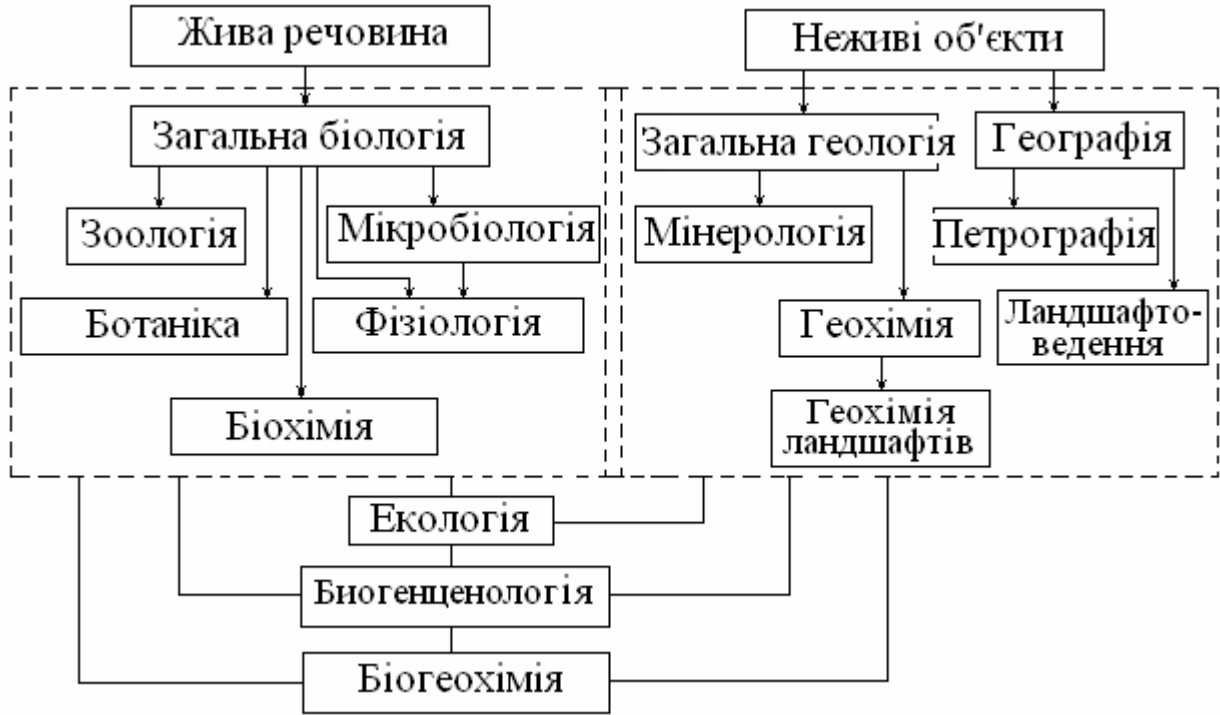 Жива речовина
Неживі об'єкти
Загальна біологія
Загальна геологія
Географія
Зоологія
Мікробіологія
Мінерологія
Петрографія
Ботаніка
Фізіологія
Геохімія
Ландшафто-
ведення
Біохімія
Геохімія
ландшафтів
Екологія
Биогенценологія
Біогеохімія